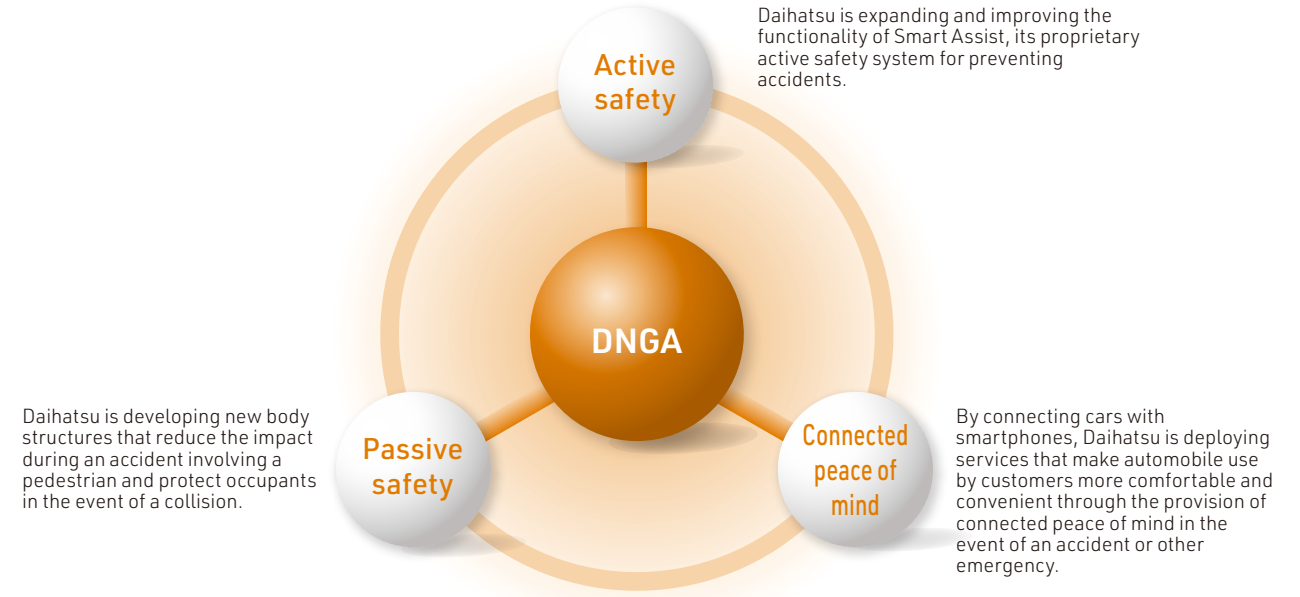 Active
safety
Daihatsu is expanding and improving the
functionality of Smart Assist, its proprietary
active safety system for preventing
accidents.
DNGA
Passive
safety
Daihatsu is developing new body
structures that reduce the impact
during an accident involving a
pedestrian and protect occupants
in the event of a collision.
Connected
peace of
mind
By connecting cars with
smartphones, Daihatsu is deploying
services that make automobile use
by customers more comfortable and
convenient through the provision of
connected peace of mind in the
event of an accident or other
emergency.